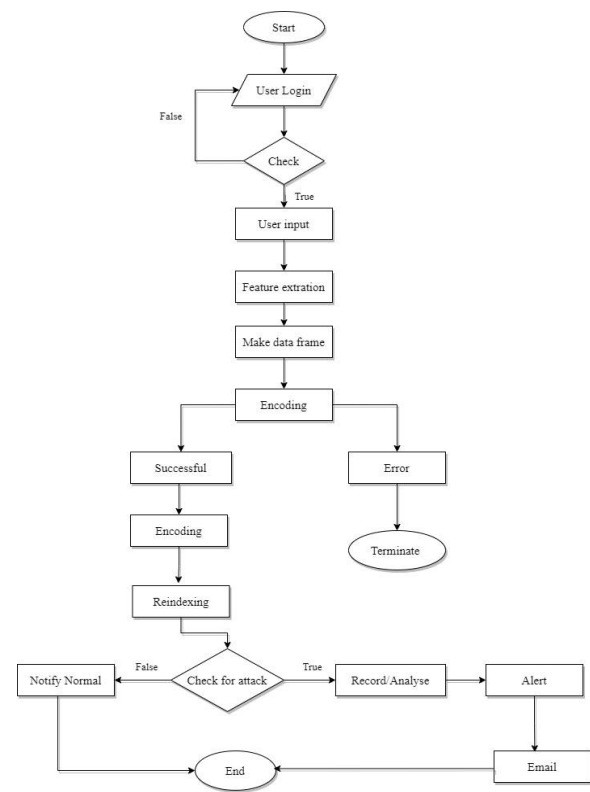 Start
User Login
False
Check
True
User input
Feature extration
Make data frame
Encoding
Successful
Error
Encoding
Terminate
Reindexing
False
True
Notify Normal
Check for attack
Record/Analyse
Alert
End
Email